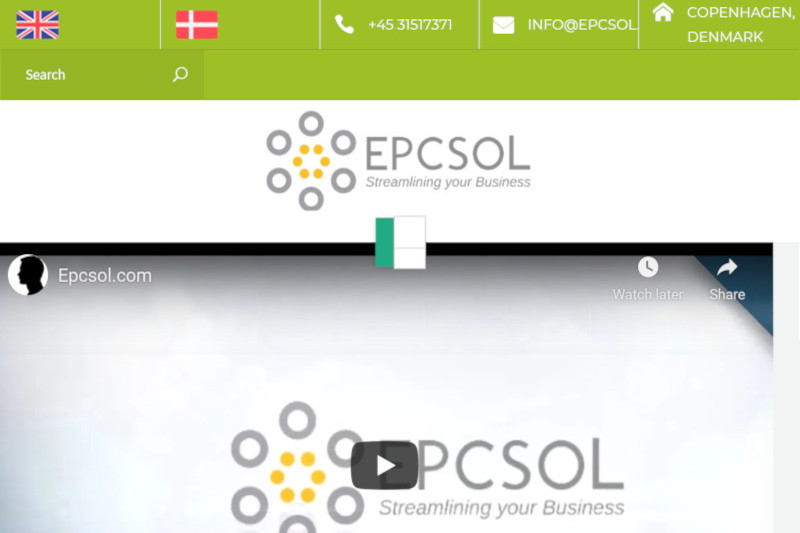 +45 31517371
INFO@EPCSOL
COPENHAGEN,
DENMARK
Search
EPCSOL
Streamlining your Business
Epcsol.com
Watch later
Share
EPCSOL
Streamlining your Business